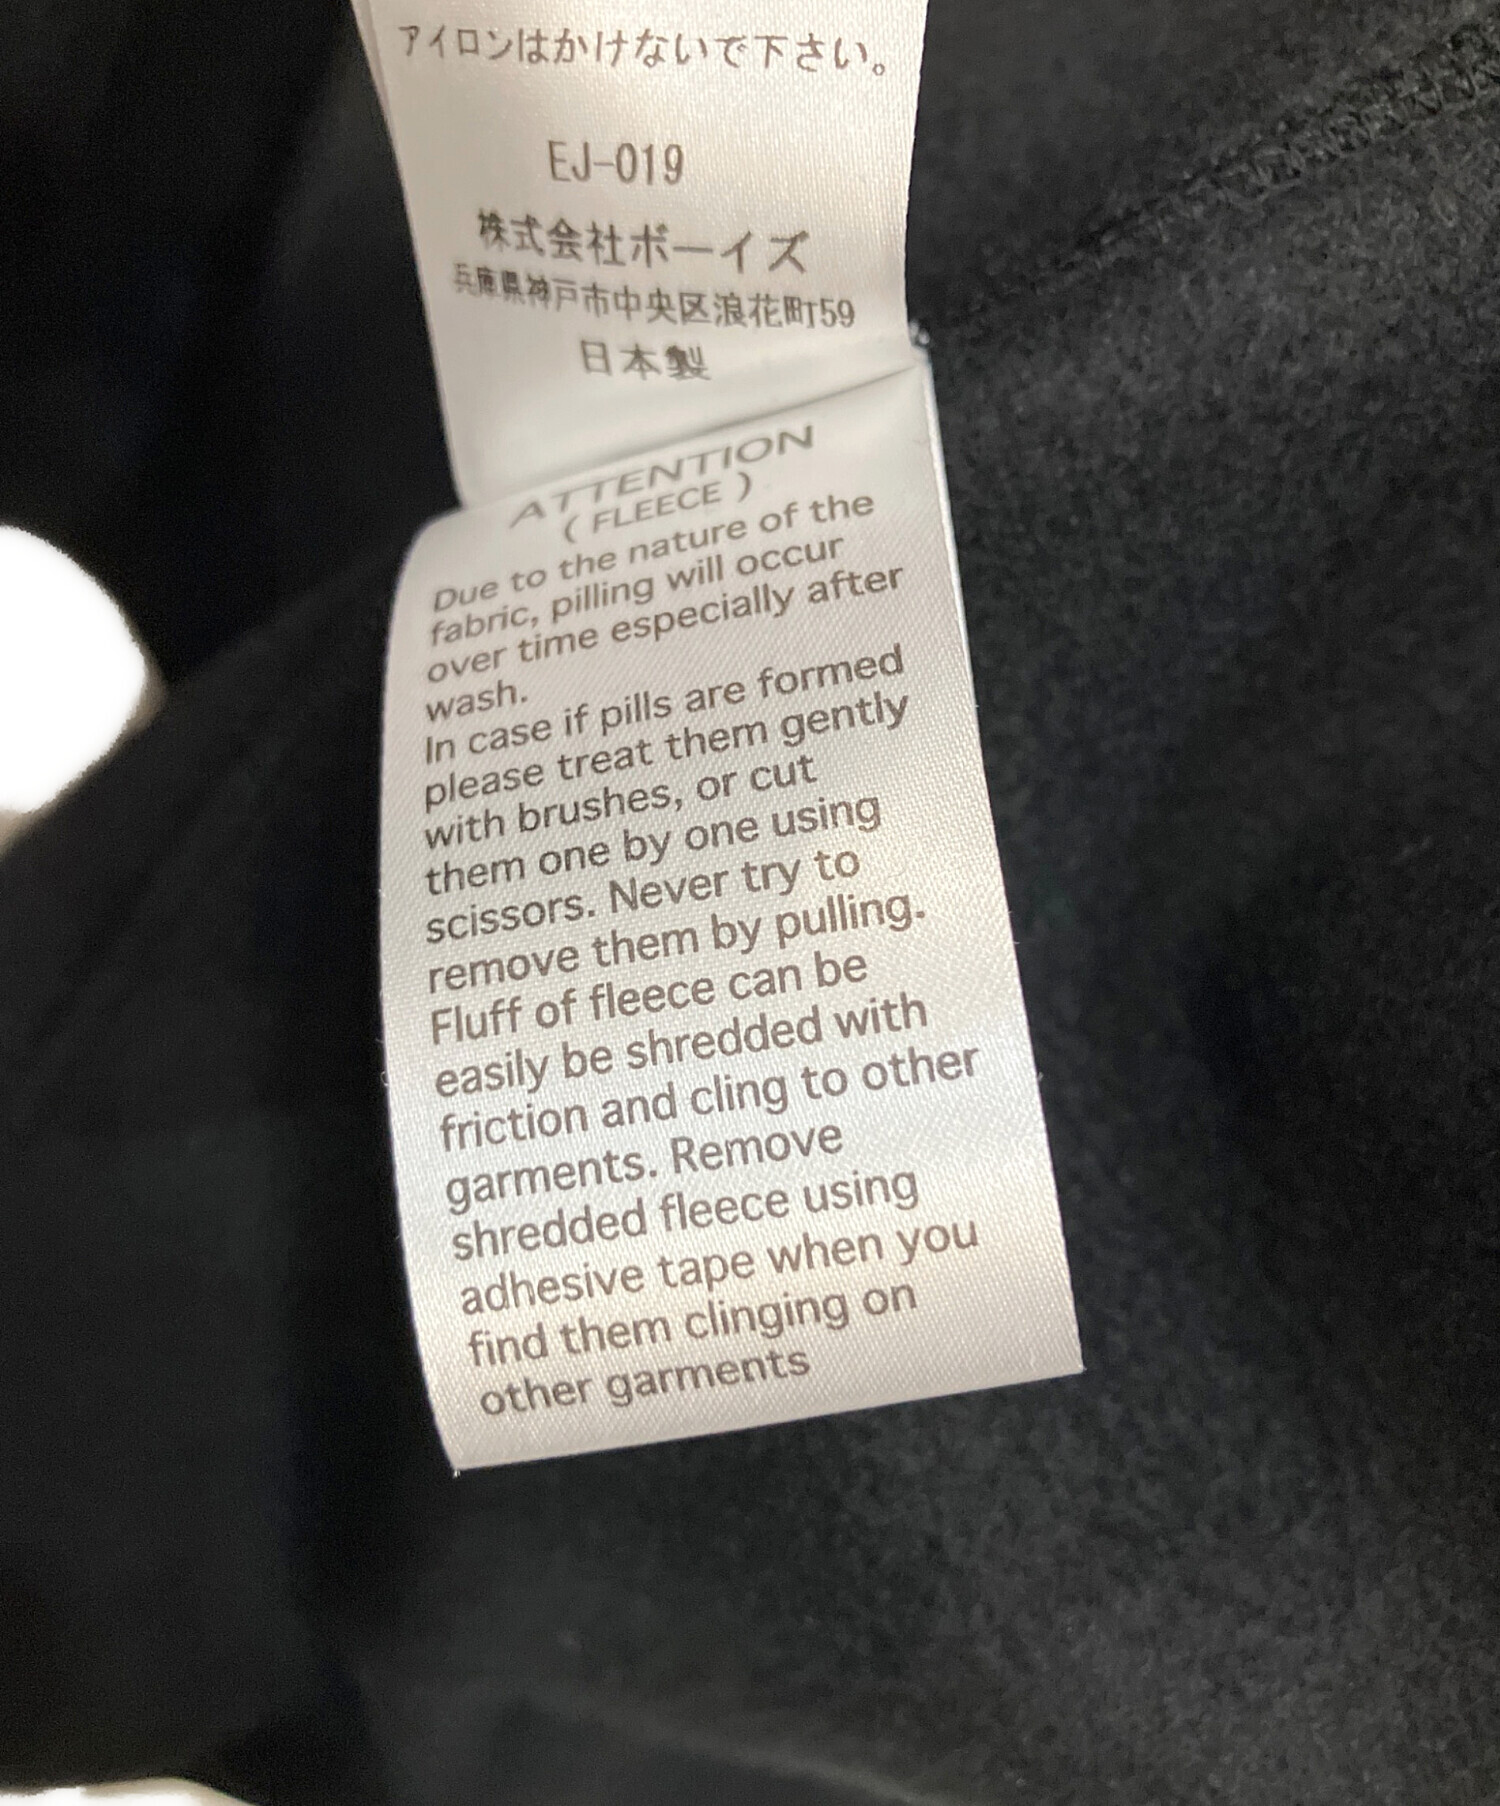 アイロンはかけないで下さい。
EJ-019
株式会社ボーイズ
兵庫県神戸市中央区浪花町59
日本製
ATTENTION
( FLEECE )
Due to the nature of the
fabric, pilling will occur
over time especially after
wash.
In case if pills are formed
please treat them gently
with brushes, or cut
them one by one using
scissors. Never try to
remove them by pulling.
Fluff of fleece can be
easily be shredded with
friction and cling to other
garments. Remove
shredded fleece using
adhesive tape when you
find them clinging on
other garments